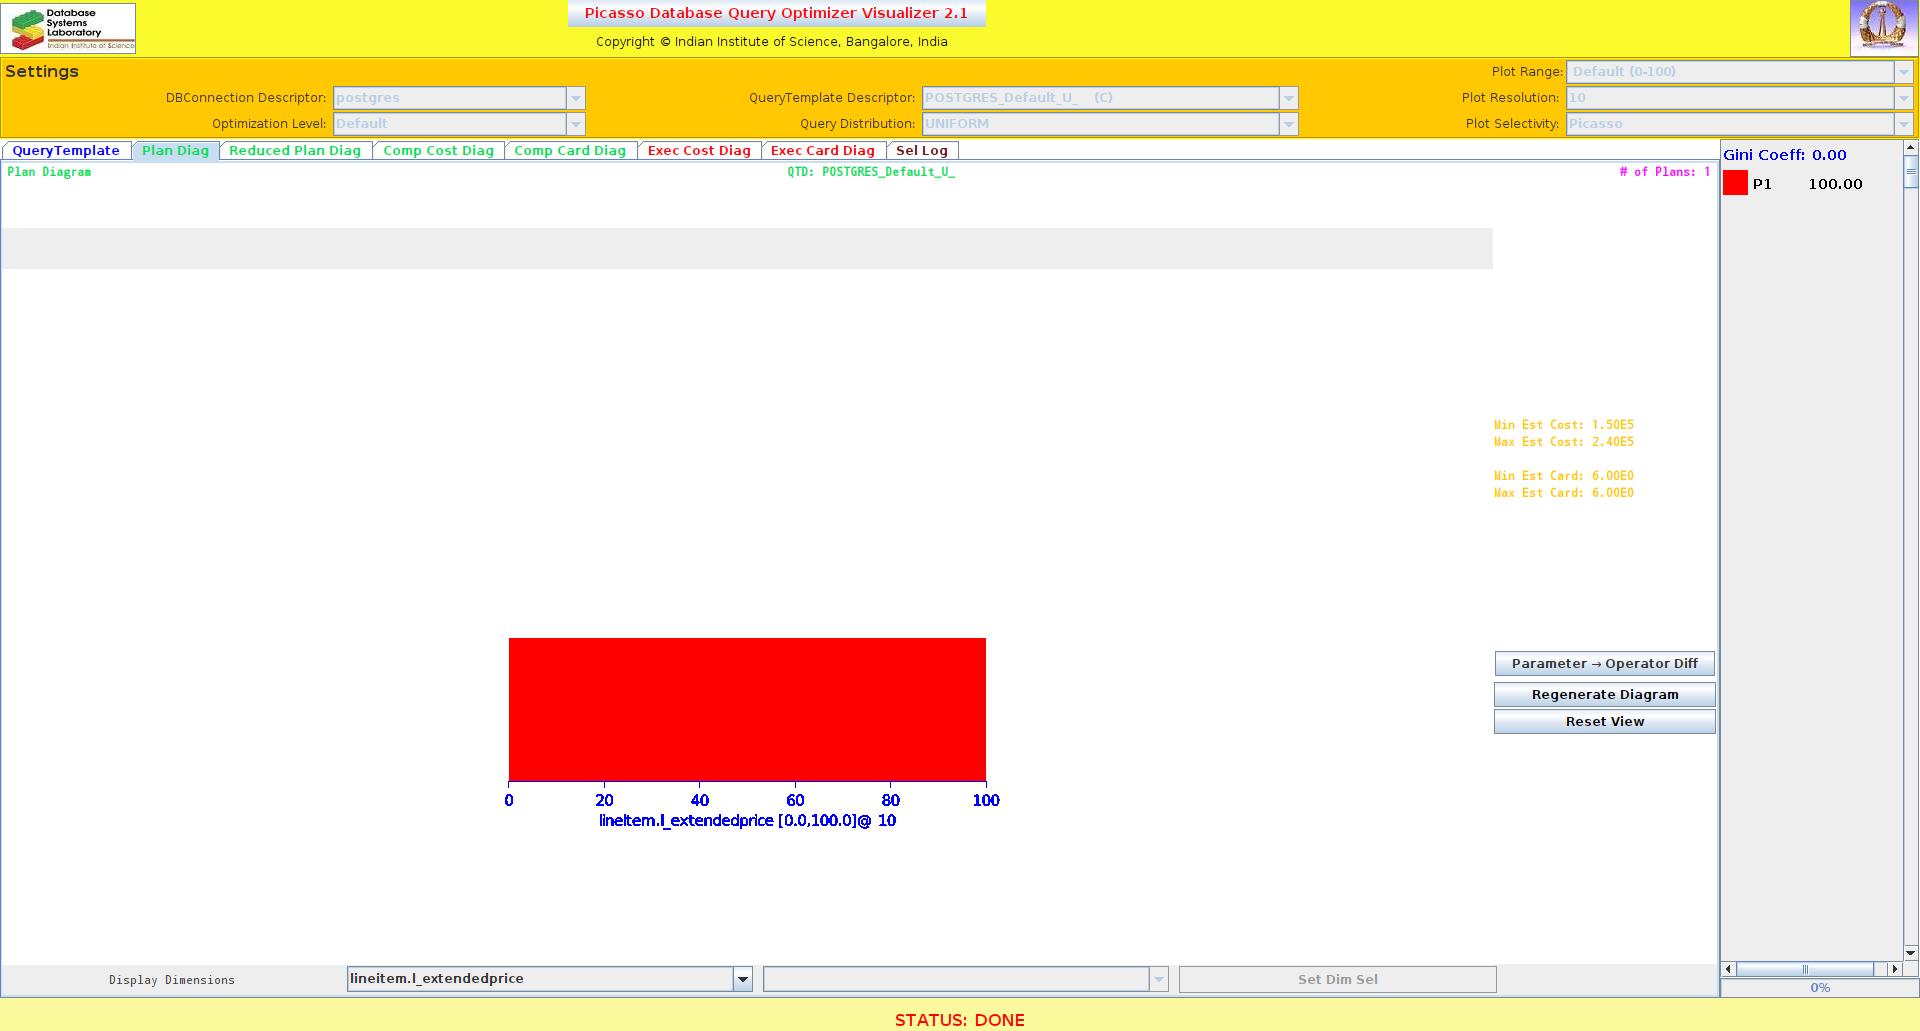 Database
Systems
Laboratory
Indian Institute of Science
Picasso Database Query Optimizer Visualizer 2.1
Copyright © Indian Institute of Science, Bangalore, India
Settings
Plot Range: Default (0-100)
DBConnection Descriptor: postgres QueryTemplate Descriptor: POSTGRES_Default_U_ (C) Plot Resolution: 10
Optimization Level: Default Query Distribution: UNIFORM Plot Selectivity: Picasso
QueryTemplate Plan Diag Reduced Plan Diag Comp Cost Diag Comp Card Diag Exec Cost Diag Exec Card Diag Sel Log
Plan Diagram QTD: POSTGRES_Default_U_ # of Plans: 1
Gini Coeff: 0.00
P1 100.00
Min Est Cost: 1.50E5
Max Est Cost: 2.40E5
Min Est Card: 6.00E0
Max Est Card: 6.00E0
Parameter → Operator Diff
Regenerate Diagram
Reset View
0 20 40 60 80 100
lineitem.l_extendedprice [0.0,100.0]@ 10
Display Dimensions lineitem.l_extendedprice Set Dim Sel
0%
STATUS: DONE